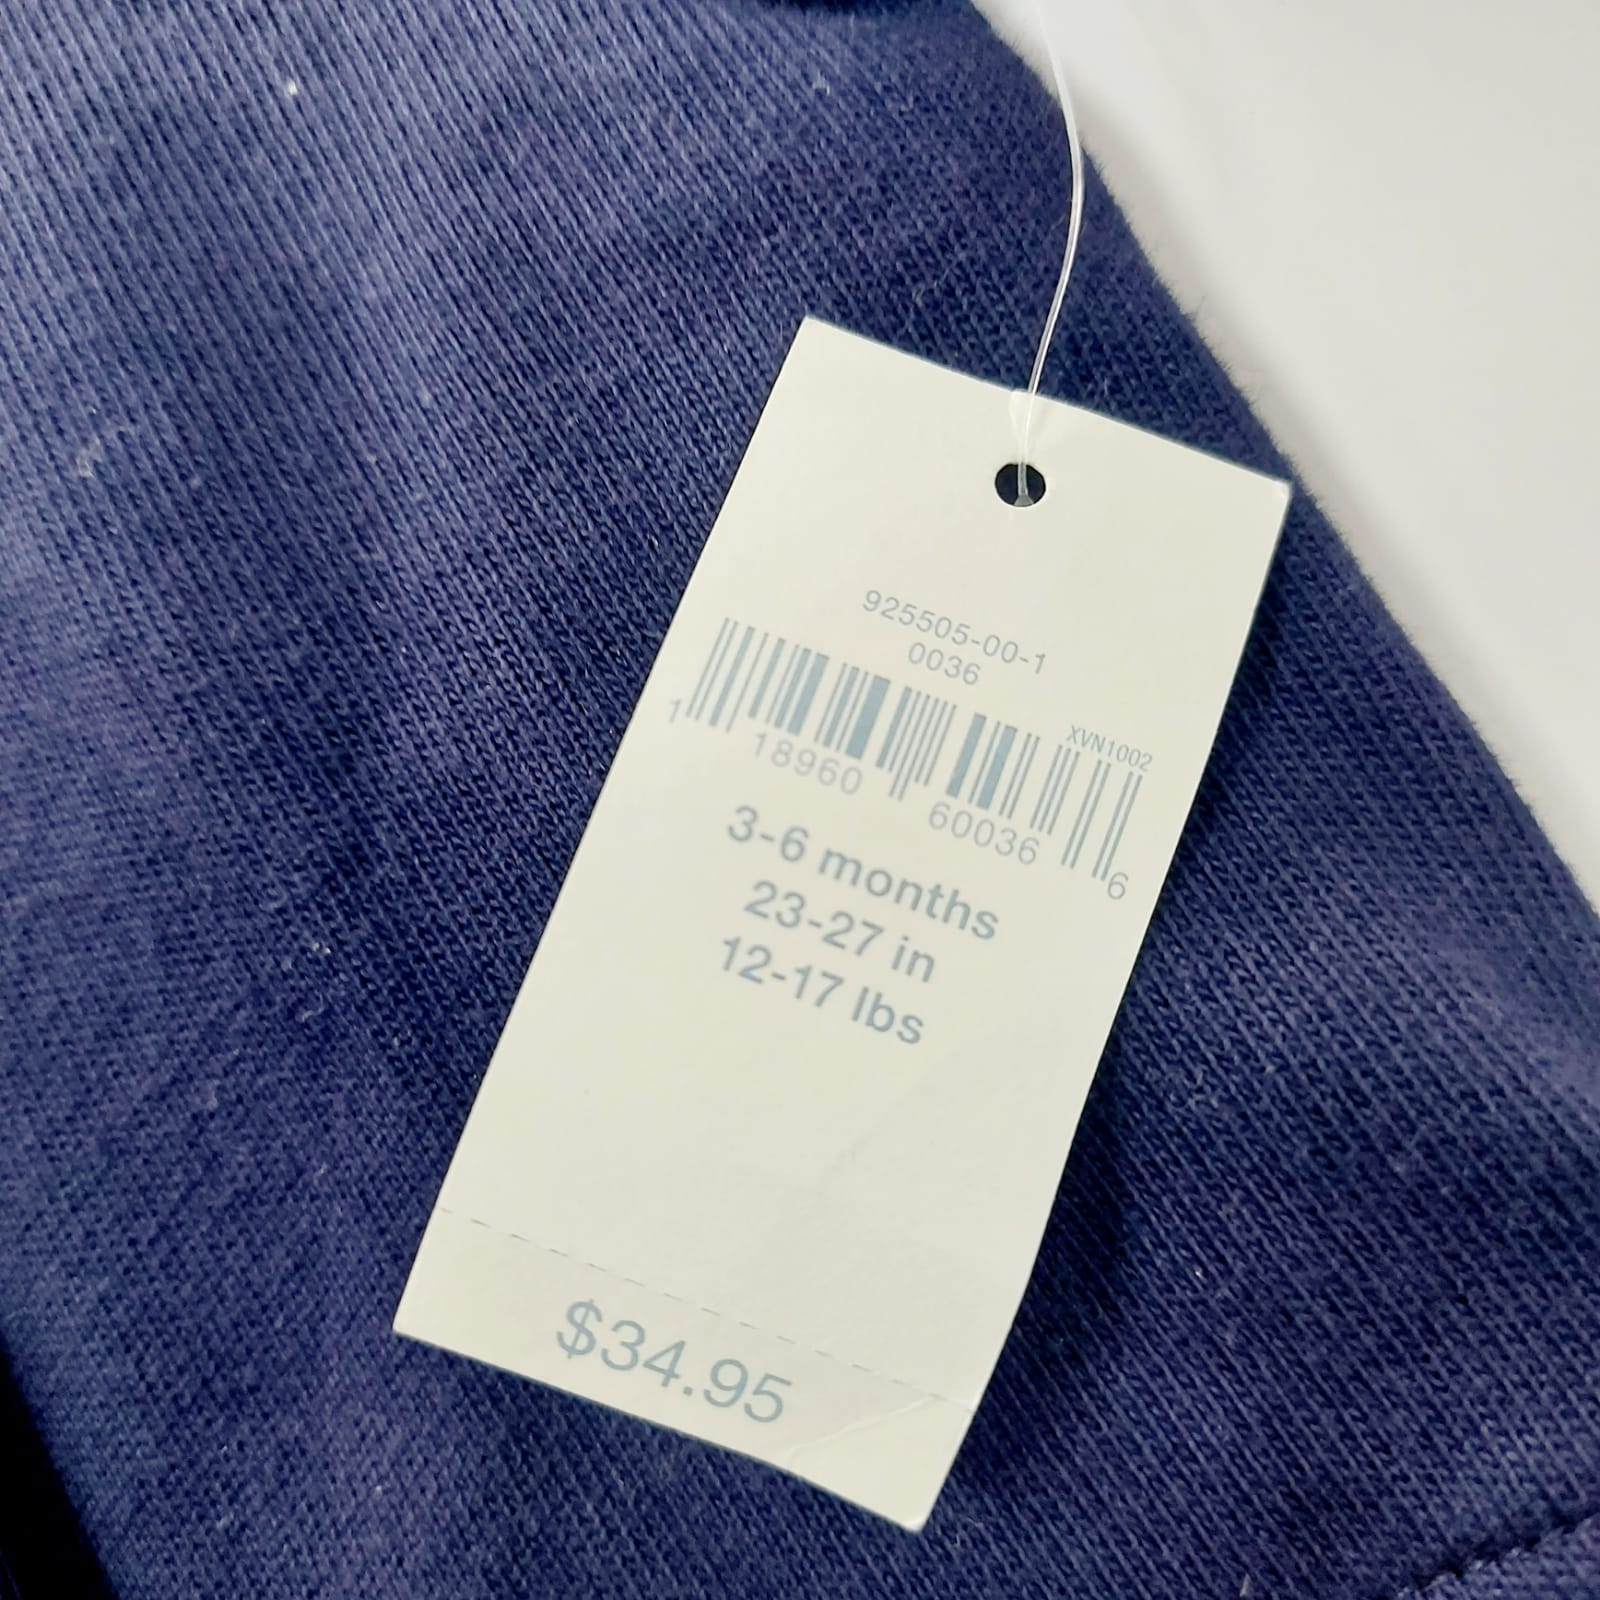 925505-00-1
0036
XVN1002
1 18960 60036 6
3-6 months
23-27 in
12-17 lbs
$34.95